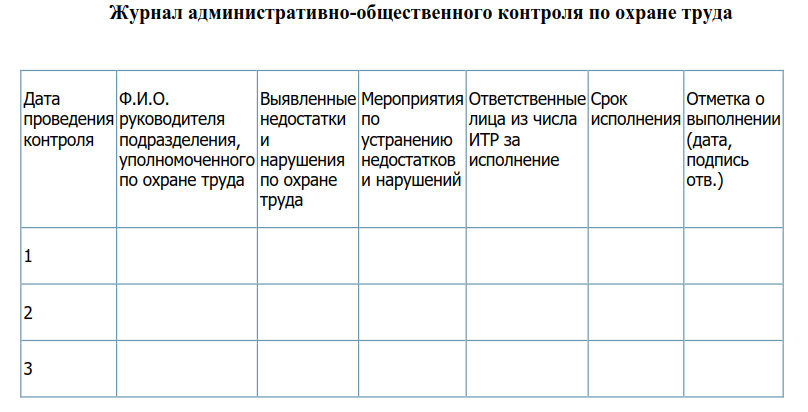 Журнал административно-общественного контроля по охране труда
Дата
проведения
контроля
Ф.И.О.
руководителя
подразделения,
уполномоченного
по охране труда
Выявленные
недостатки
и
нарушения
по охране
труда
Мероприятия
по
устранению
недостатков
и нарушений
Ответственные
лица из числа
ИТР за
исполнение
Срок
исполнения
Отметка о
выполнении
(дата,
подпись
отв.)
1
2
3